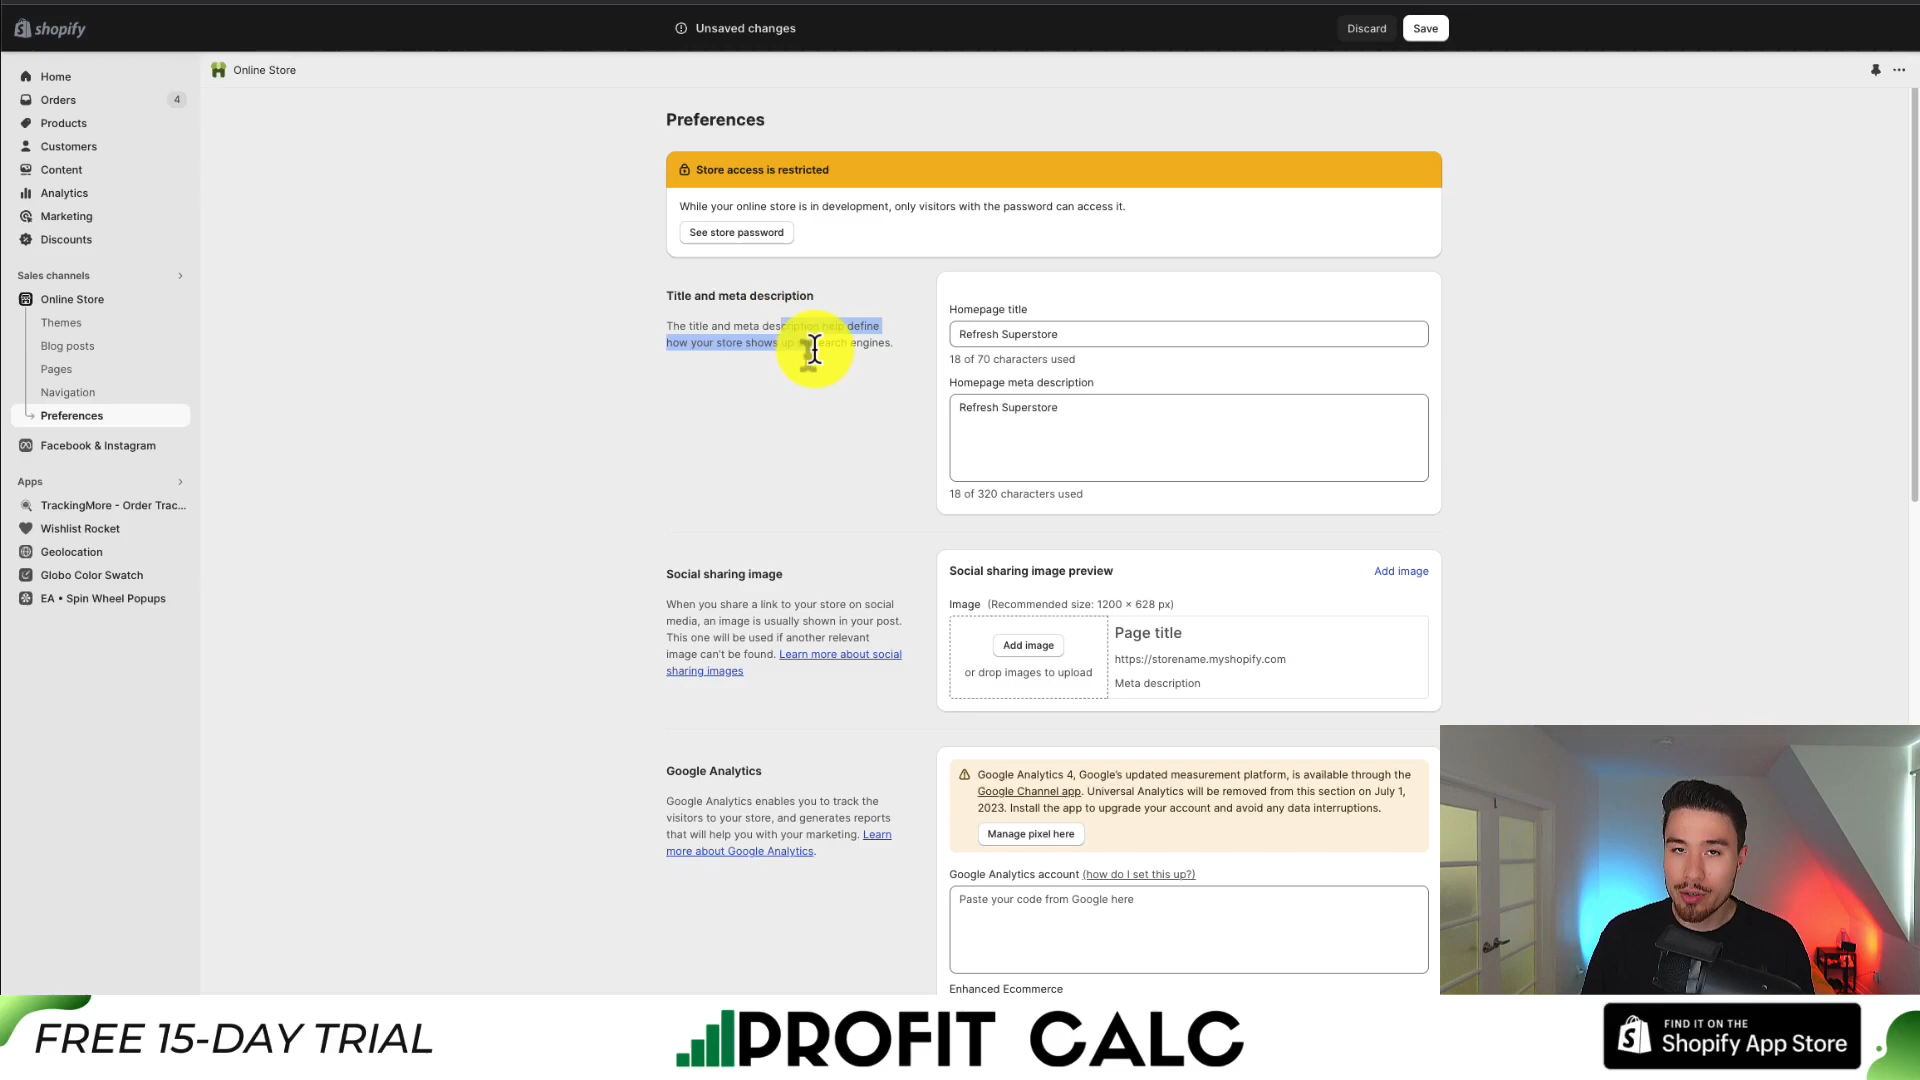 shopify
Unsaved changes
Discard
Save
Home
Orders
4
Products
Customers
Content
Analytics
Marketing
Discounts
Sales channels
Online Store
Themes
Blog posts
Pages
Navigation
Preferences
Facebook & Instagram
Apps
TrackingMore - Order Trac...
Wishlist Rocket
Geolocation
Globo Color Swatch
EA • Spin Wheel Popups
Online Store
Preferences
Store access is restricted
While your online store is in development, only visitors with the password can access it.
See store password
Title and meta description
The title and meta description help define
how your store shows up search engines.
Homepage title
Refresh Superstore
18 of 70 characters used
Homepage meta description
Refresh Superstore
18 of 320 characters used
Social sharing image
When you share a link to your store on social
media, an image is usually shown in your post.
This one will be used if another relevant
image can't be found. Learn more about social
sharing images
Social sharing image preview
Add image
Image (Recommended size: 1200 × 628 px)
Add image
or drop images to upload
Page title
https://storename.myshopify.com
Meta description
Google Analytics
Google Analytics enables you to track the
visitors to your store, and generates reports
that will help you with your marketing. Learn
more about Google Analytics.
Google Analytics 4, Google's updated measurement platform, is available through the
Google Channel app. Universal Analytics will be removed from this section on July 1,
2023. Install the app to upgrade your account and avoid any data interruptions.
Manage pixel here
Google Analytics account (how do I set this up?)
Paste your code from Google here
Enhanced Ecommerce
FREE 15-DAY TRIAL
PROFIT CALC
FIND IT ON THE
Shopify App Store